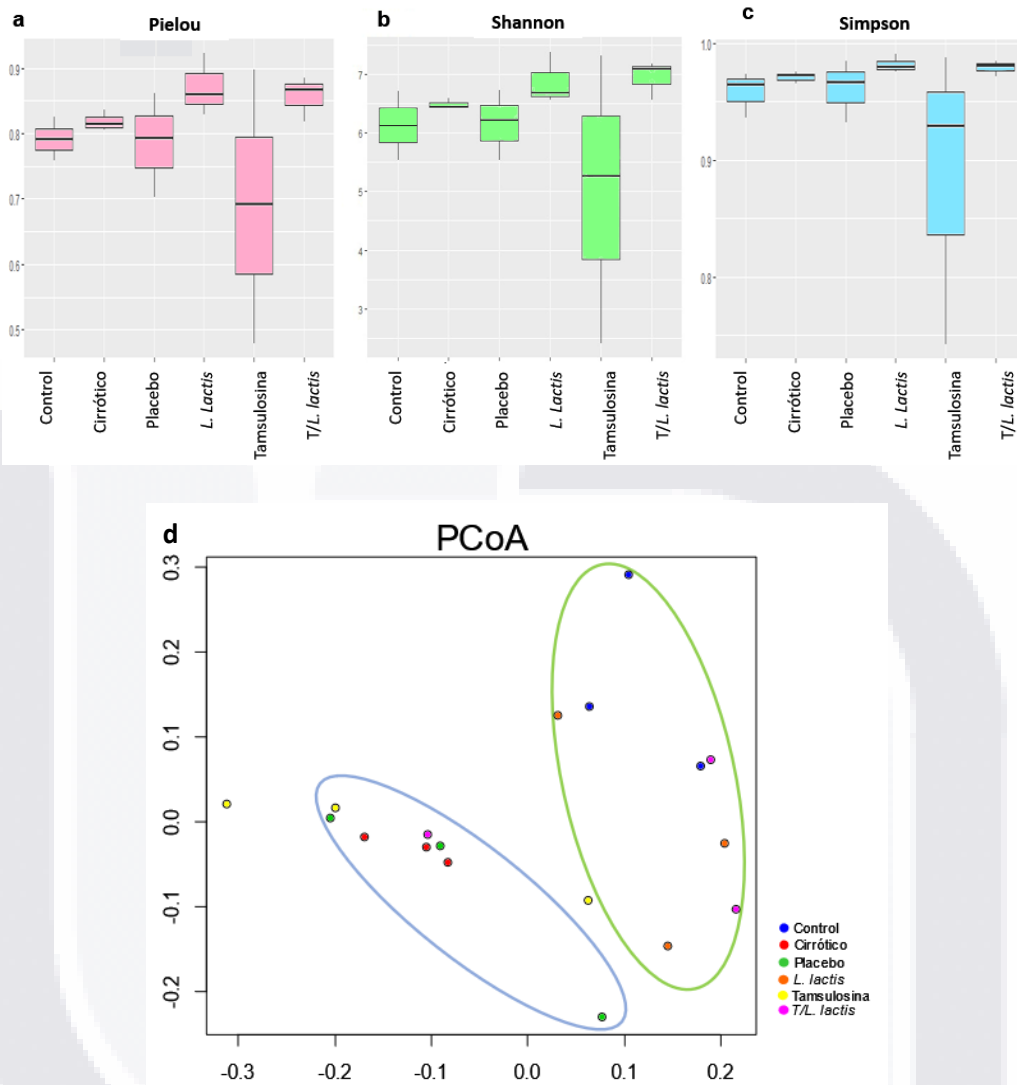 a
Pielou
0.9
0.8
0.7
0.6
0.5
Control
Cirrótico
Placebo
L. Lactis
Tamsulosina
T/L. lactis
b
Shannon
7
6
5
4
3
Control
Cirrótico
Placebo
L. Lactis
Tamsulosina
T/L. lactis
c
Simpson
1.0
0.9
0.8
Control
Cirrótico
Placebo
L. Lactis
Tamsulosina
T/L. lactis
d
PCoA
0.3
0.2
0.1
0.0
-0.1
-0.2
-0.3 -0.2 -0.1 0.0 0.1 0.2
Control
Cirrótico
Placebo
L. lactis
Tamsulosina
T/L. lactis